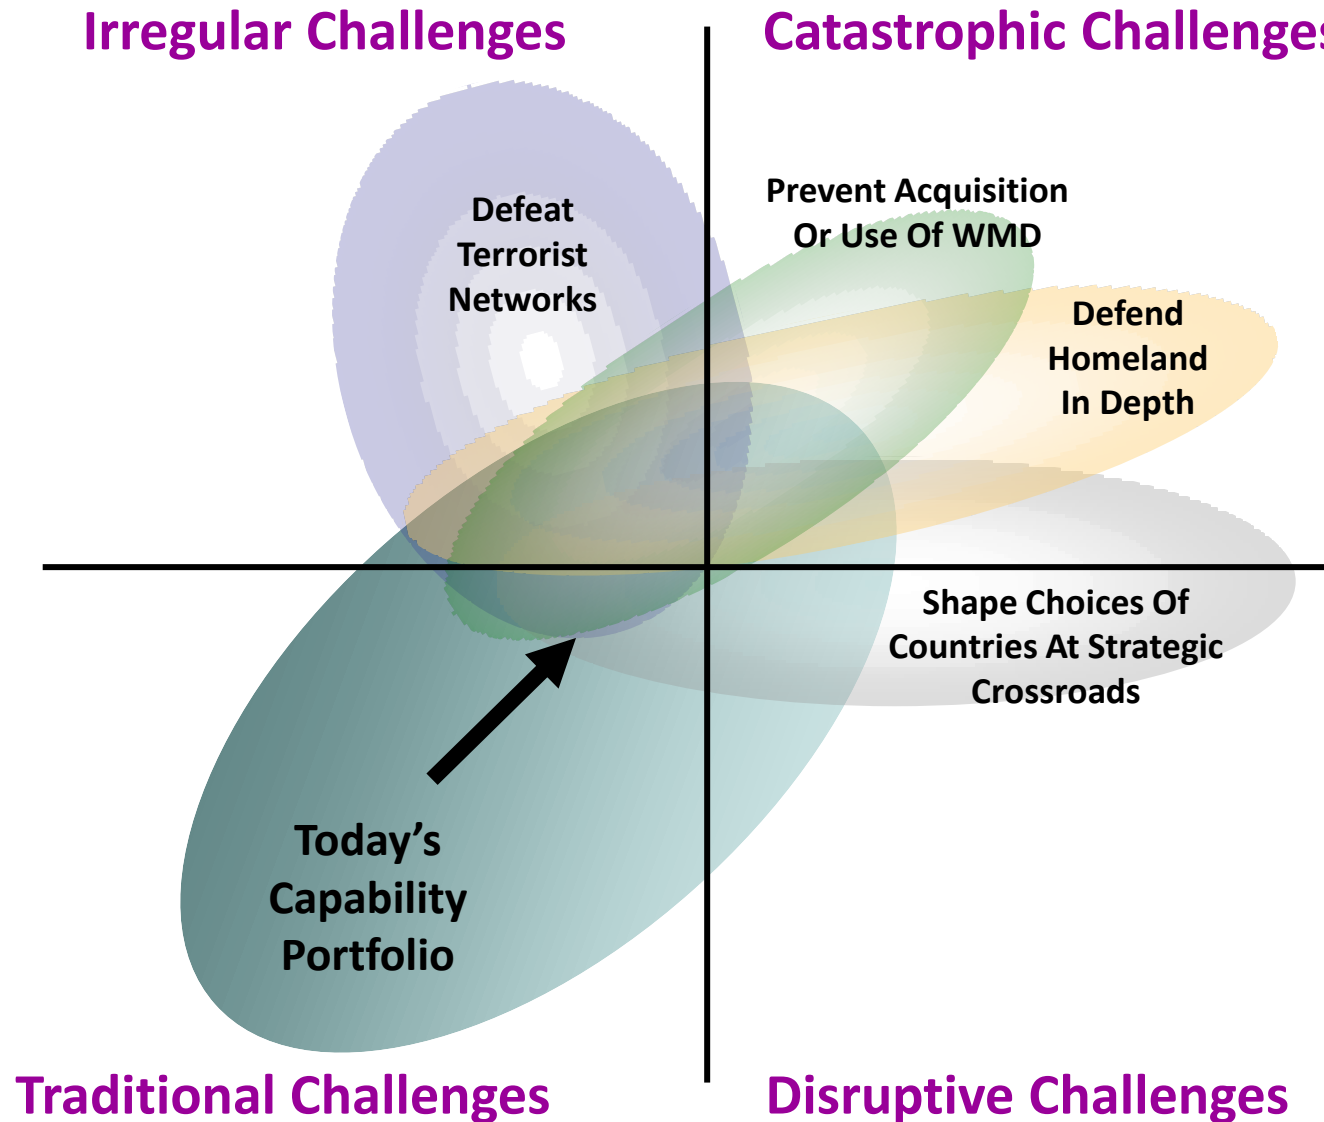 Irregular Challenges
Catastrophic Challenges
Defeat
Terrorist
Networks
Prevent Acquisition
Or Use Of WMD
Defend
Homeland
In Depth
Shape Choices Of
Countries At Strategic
Crossroads
Today’s
Capability
Portfolio
Traditional Challenges
Disruptive Challenges